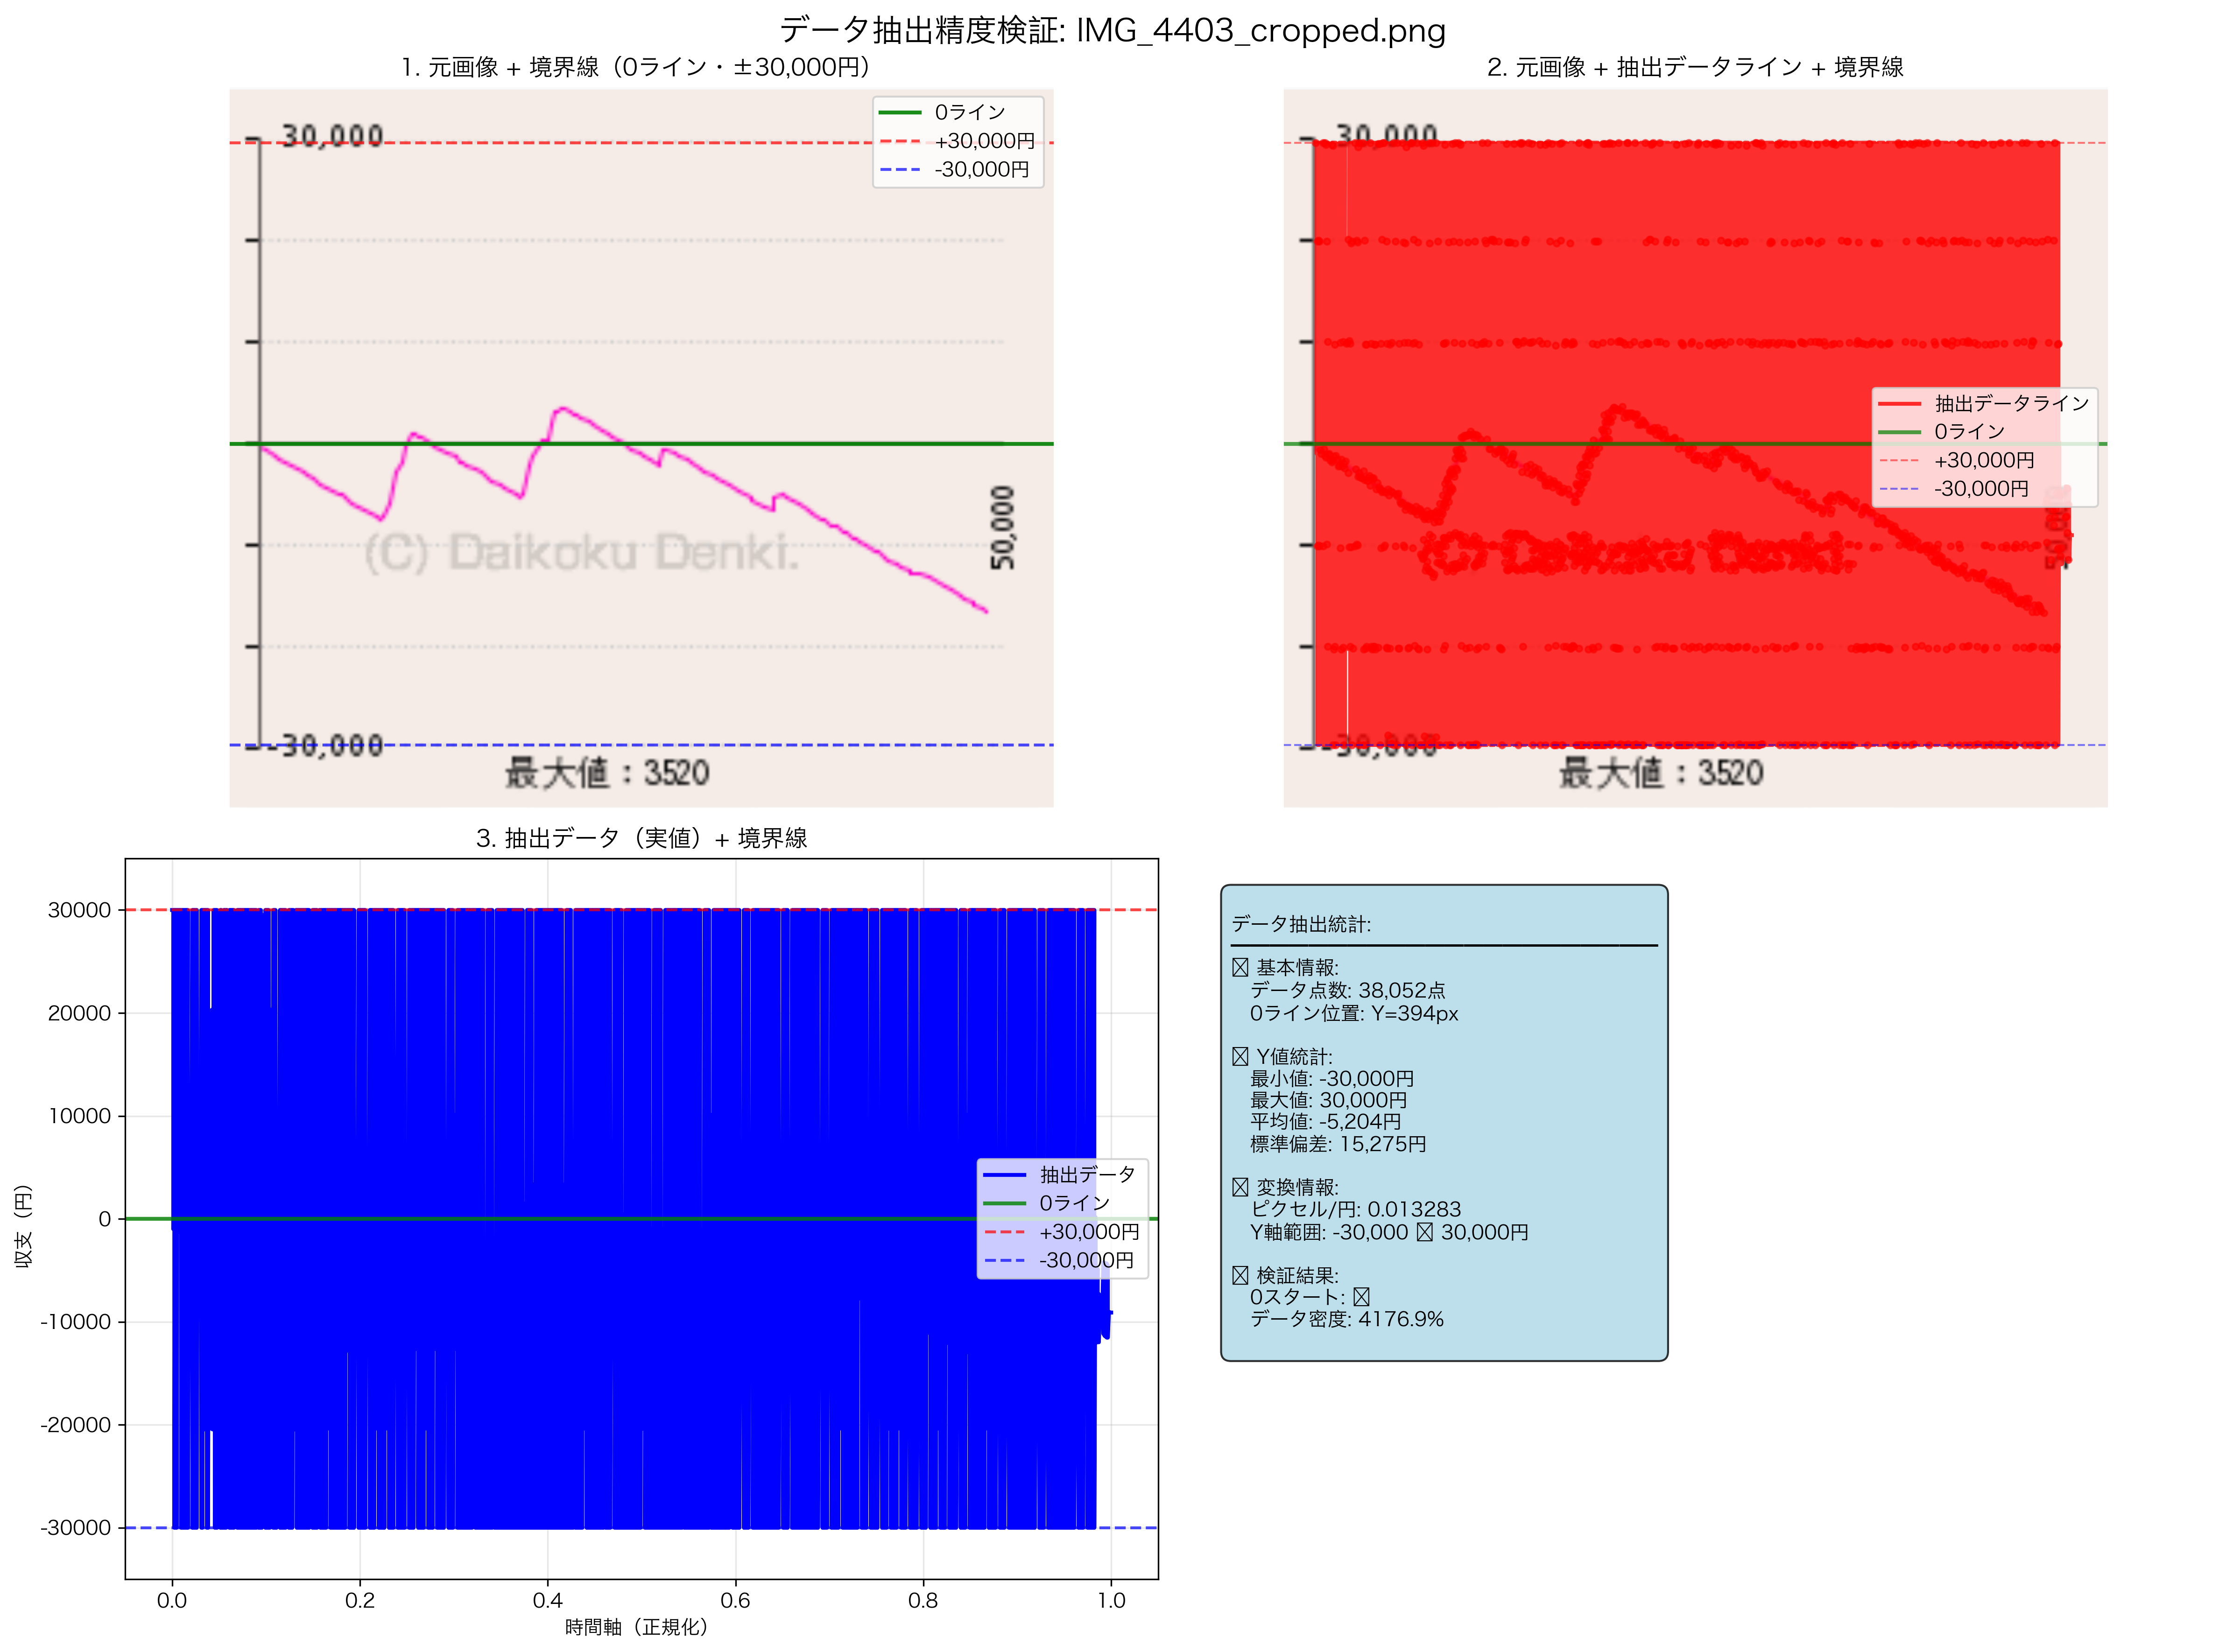 データ抽出精度検証: IMG_4403_cropped.png
1. 元画像 + 境界線（0ライン・±30,000円）
30,000
0ライン
+30,000円
-30,000円
50,000
(C) Daikoku Denki.
-30,000
最大値：3520
2. 元画像 + 抽出データライン + 境界線
30,000
抽出データライン
0ライン
+30,000円
-30,000円
50,000
-30,000
最大値：3520
3. 抽出データ（実値）+ 境界線
収支（円）
30000
20000
10000
0
-10000
-20000
-30000
抽出データ
0ライン
+30,000円
-30,000円
0.0 0.2 0.4 0.6 0.8 1.0
時間軸（正規化）
データ抽出統計:
基本情報:
データ点数: 38,052点
0ライン位置: Y=394px
Y値統計:
最小値: -30,000円
最大値: 30,000円
平均値: -5,204円
標準偏差: 15,275円
変換情報:
ピクセル/円: 0.013283
Y軸範囲: -30,000 30,000円
検証結果:
0スタート:
データ密度: 4176.9%